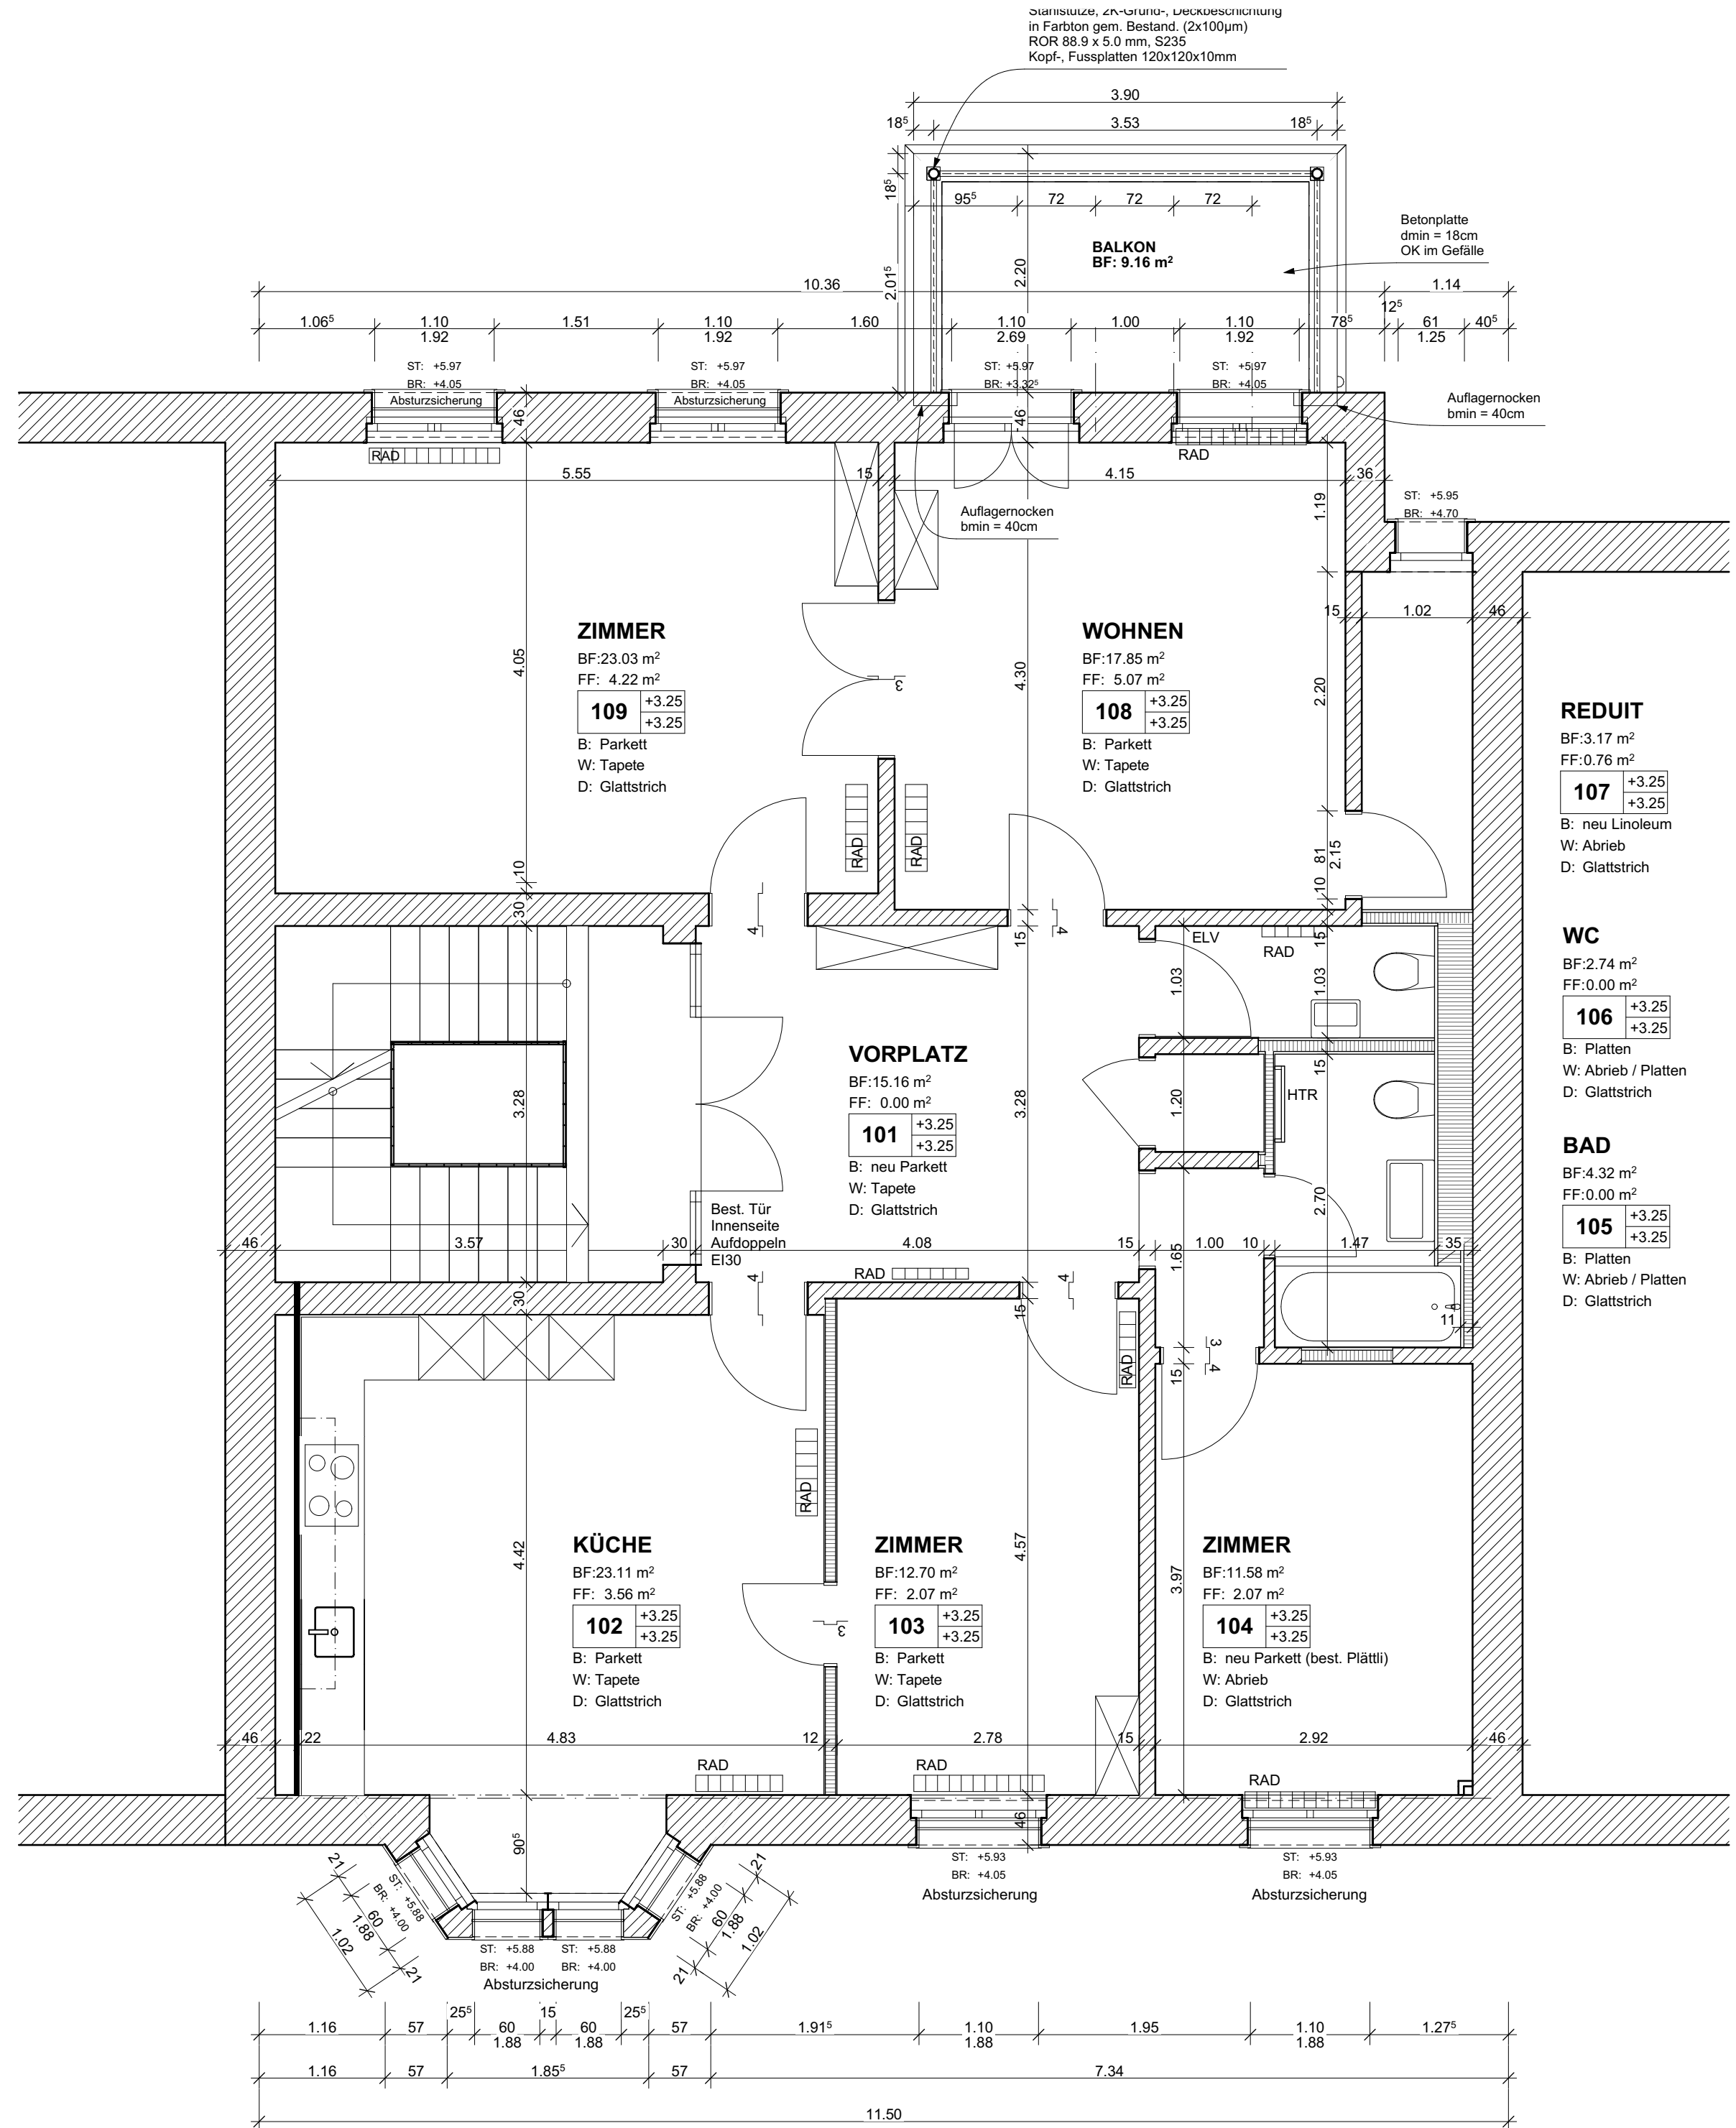 Stahlstütze, 2K-Grund-, Deckbeschichtung
in Farbton gem. Bestand. (2x100µm)
ROR 88.9 x 5.0 mm, S235
Kopf-, Fussplatten 120x120x10mm
3.90
18⁵ 3.53 18⁵
18⁵
95⁵ 72 72 72
Betonplatte
dmin = 18cm
OK im Gefälle
BALKON
BF: 9.16 m²
2.01⁵
2.20
10.36 1.14
12⁵
1.06⁵ 1.10 1.51 1.10 1.60 1.10 1.00 1.10 78⁵ 61 40⁵
1.92 1.92 2.69 1.92 1.25
ST: +5.97 ST: +5.97 ST: +5.97 ST: +5.97
BR: +4.05 BR: +4.05 BR: +3.32⁵ BR: +4.05
Absturzsicherung Absturzsicherung
Auflagernocken
bmin = 40cm
46 46
RAD RAD
5.55 15 4.15 36
ST: +5.95
BR: +4.70
1.19
Auflagernocken
bmin = 40cm
15 1.02 46
ZIMMER
BF:23.03 m²
FF: 4.22 m²
109 +3.25
+3.25
B: Parkett
W: Tapete
D: Glattstrich
4.05
10
30
WOHNEN
BF:17.85 m²
FF: 5.07 m²
108 +3.25
+3.25
B: Parkett
W: Tapete
D: Glattstrich
4.30
3
2.20
81
2.15
10
RAD RAD
REDUIT
BF:3.17 m²
FF:0.76 m²
107 +3.25
+3.25
B: neu Linoleum
W: Abrieb
D: Glattstrich
4 15 4
ELV
RAD
15
1.03 1.03
WC
BF:2.74 m²
FF:0.00 m²
106 +3.25
+3.25
B: Platten
W: Abrieb / Platten
D: Glattstrich
VORPLATZ
BF:15.16 m²
FF: 0.00 m²
101 +3.25
+3.25
B: neu Parkett
W: Tapete
D: Glattstrich
3.28 3.28
1.20
15
HTR
2.70
BAD
BF:4.32 m²
FF:0.00 m²
105 +3.25
+3.25
B: Platten
W: Abrieb / Platten
D: Glattstrich
Best. Tür
Innenseite
Aufdoppeln
EI30
46 3.57 30 4.08 15 1.00 10 1.47 35
1.65
RAD
30 4 15 4
11
RAD
15 3
4
RAD
KÜCHE
BF:23.11 m²
FF: 3.56 m²
102 +3.25
+3.25
B: Parkett
W: Tapete
D: Glattstrich
4.42
3
ZIMMER
BF:12.70 m²
FF: 2.07 m²
103 +3.25
+3.25
B: Parkett
W: Tapete
D: Glattstrich
4.57
ZIMMER
BF:11.58 m²
FF: 2.07 m²
104 +3.25
+3.25
B: neu Parkett (best. Plättli)
W: Abrieb
D: Glattstrich
3.97
46 22 4.83 12 2.78 15 2.92 46
RAD RAD RAD
90⁵ 46
ST: +5.93 ST: +5.93
BR: +4.05 BR: +4.05
Absturzsicherung Absturzsicherung
21
ST: +5.88
BR: +4.00
60
1.88
1.02
21
21
ST: +5.88
BR: +4.00
60
1.88
1.02
21
ST: +5.88 ST: +5.88
BR: +4.00 BR: +4.00
Absturzsicherung
25⁵ 15 25⁵
1.16 57 60 60 57 1.91⁵ 1.10 1.95 1.10 1.27⁵
1.88 1.88 1.88 1.88
1.16 57 1.85⁵ 57 7.34
11.50